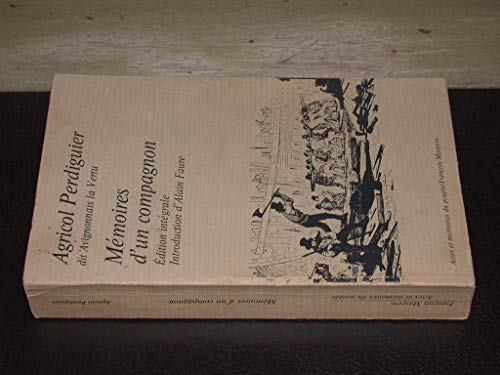 Agricol Perdiguier
dit Avignonnais la Vertu
Mémoires
d'un compagnon
Édition intégrale
Introduction d'Alain Faure
Actes et mémoires du peuple/François Maspero
Agricol Perdiguier
Mémoires d'un compagnon
François Maspero
Actes et mémoires du peuple